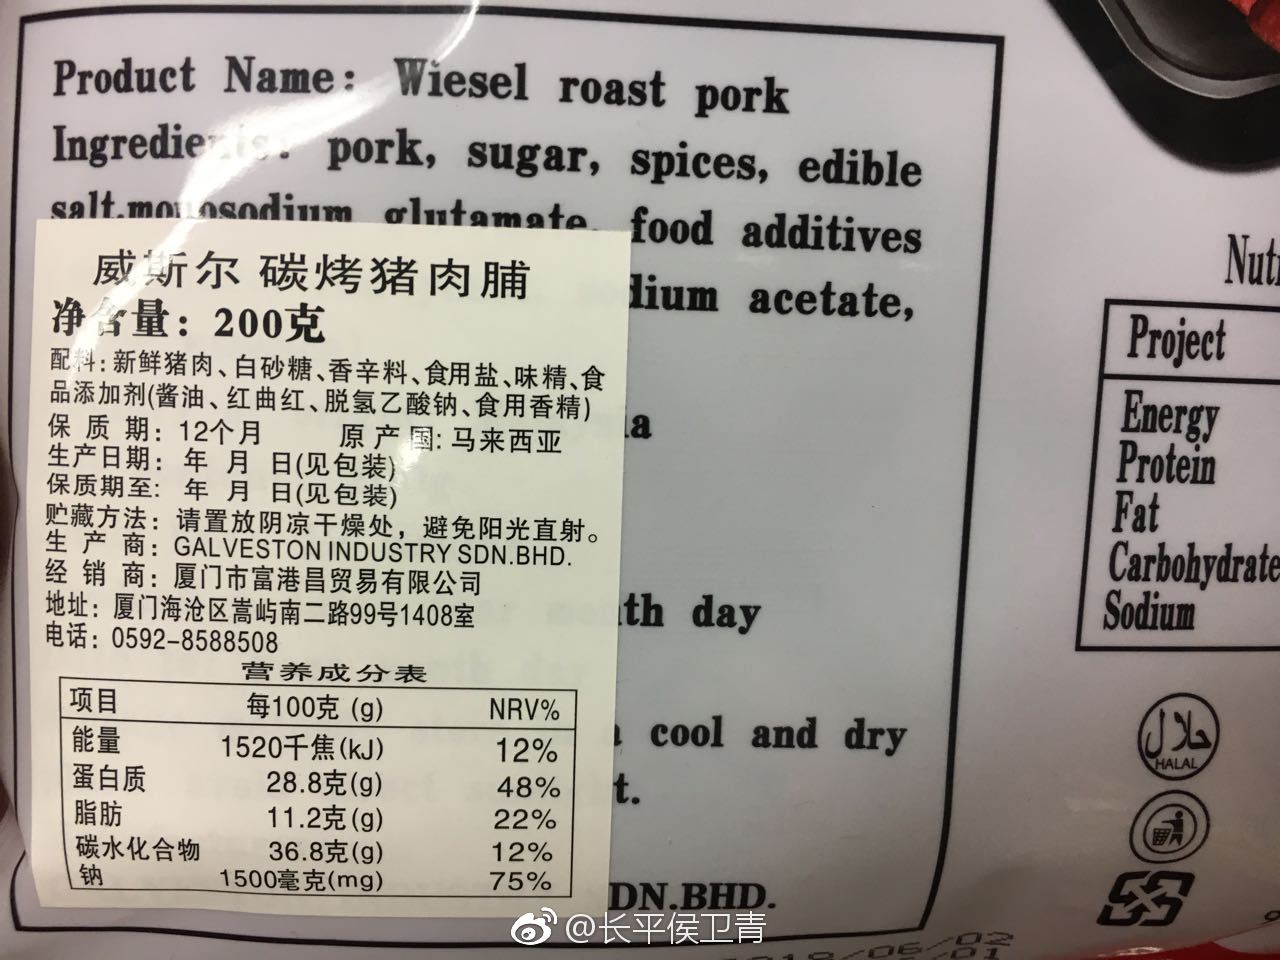 Product Name: Wiesel roast pork
Ingredie : pork, sugar, spices, edible
salt,monosodium glutamate, food additives
dium acetate,
ia
th day
cool and dry
t.
DN.BHD.
威斯尔 碳烤猪肉脯
净含量：200克
配料：新鲜猪肉、白砂糖、香辛料、食用盐、味精、食
品添加剂(酱油、红曲红、脱氢乙酸钠、食用香精)
保 质 期：12个月 原 产 国：马来西亚
生产日期： 年 月 日(见包装)
保质期至： 年 月 日(见包装)
贮藏方法：请置放阴凉干燥处，避免阳光直射。
生 产 商：GALVESTON INDUSTRY SDN.BHD.
经 销 商：厦门市富港昌贸易有限公司
地址：厦门海沧区嵩屿南二路99号1408室
电话：0592-8588508
营养成分表
项目 每100克 (g) NRV%
能量 1520千焦(kJ) 12%
蛋白质 28.8克(g) 48%
脂肪 11.2克(g) 22%
碳水化合物 36.8克(g) 12%
钠 1500毫克(mg) 75%
Nutr
Project
Energy
Protein
Fat
Carbohydrate
Sodium
حلال
HALAL
@长平侯卫青